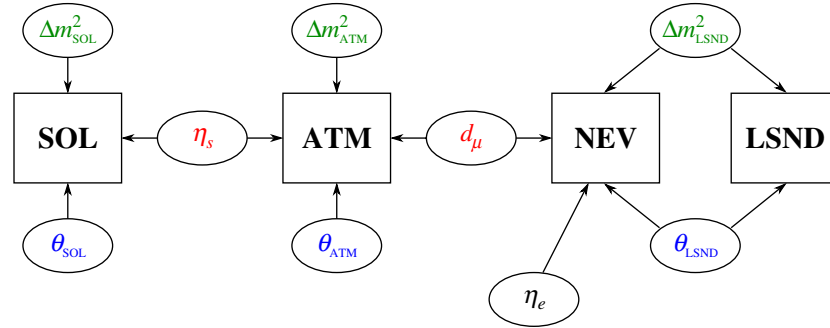 Δm²SOL Δm²ATM Δm²LSND
SOL ηs ATM dμ NEV LSND
θSOL θATM θLSND
ηe